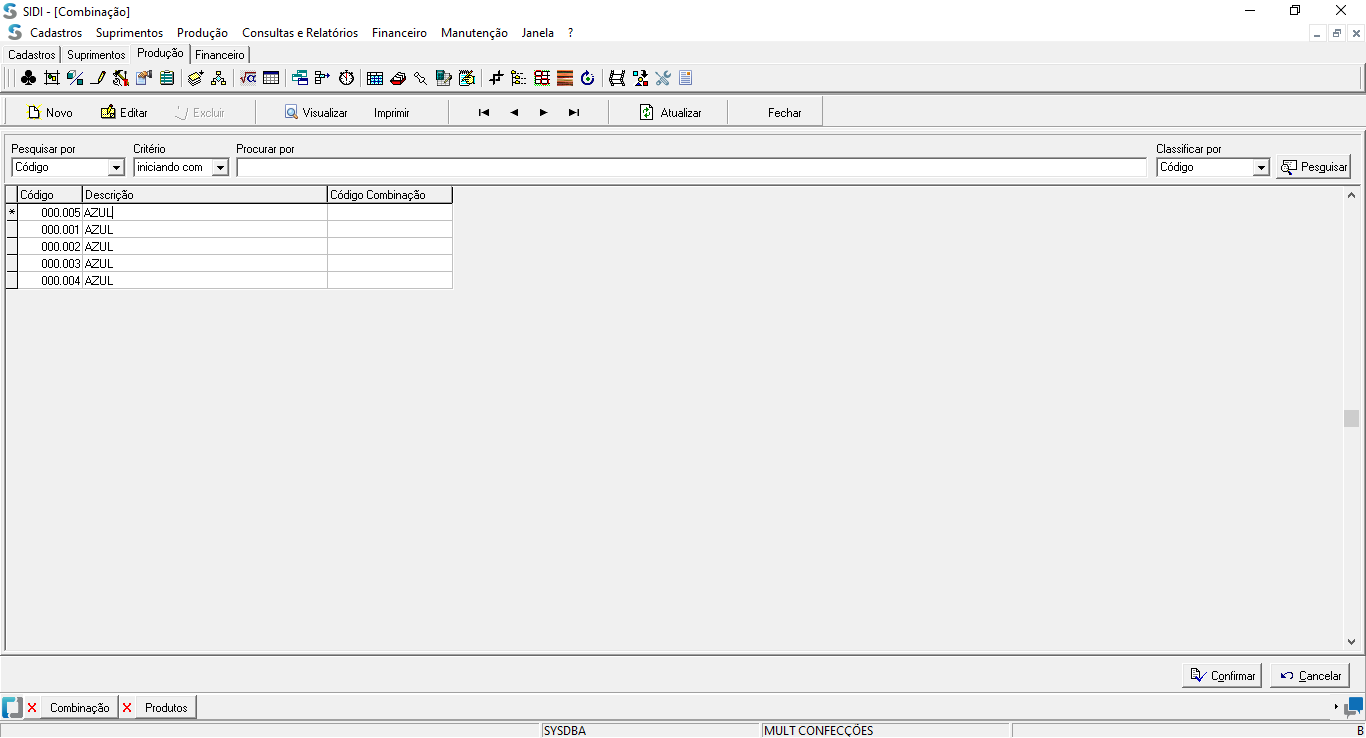 SIDI - [Combinação]
Cadastros Suprimentos Produção Consultas e Relatórios Financeiro Manutenção Janela ?
Cadastros Suprimentos Produção Financeiro
Novo Editar Excluir Visualizar Imprimir Atualizar Fechar
Pesquisar por Critério Procurar por Classificar por
Código iniciando com Código Pesquisar
Código Descrição Código Combinação
* 000.005 AZUL
000.001 AZUL
000.002 AZUL
000.003 AZUL
000.004 AZUL
Confirmar Cancelar
Combinação Produtos
SYSDBA MULT CONFECÇÕES B